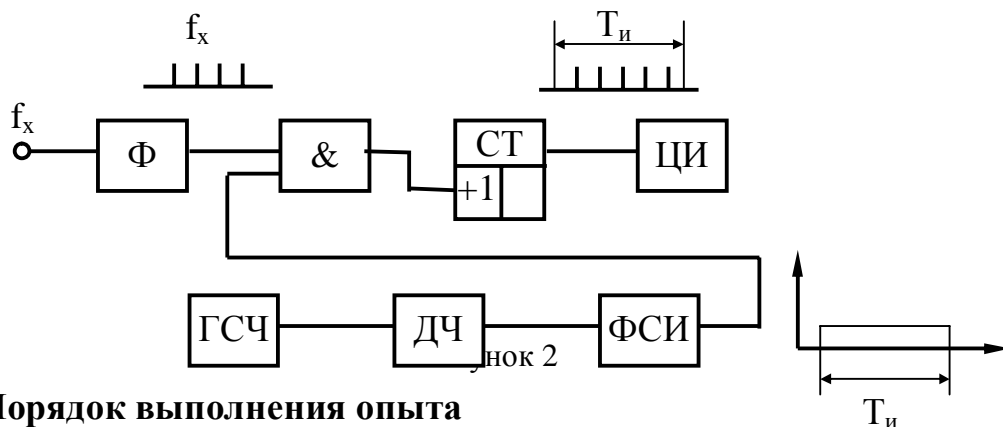 fₓ
Tи
fₓ
Ф
&
СТ
ЦИ
+1
ГСЧ
ДЧ
ФСИ
унок 2
Порядок выполнения опыта
Tи